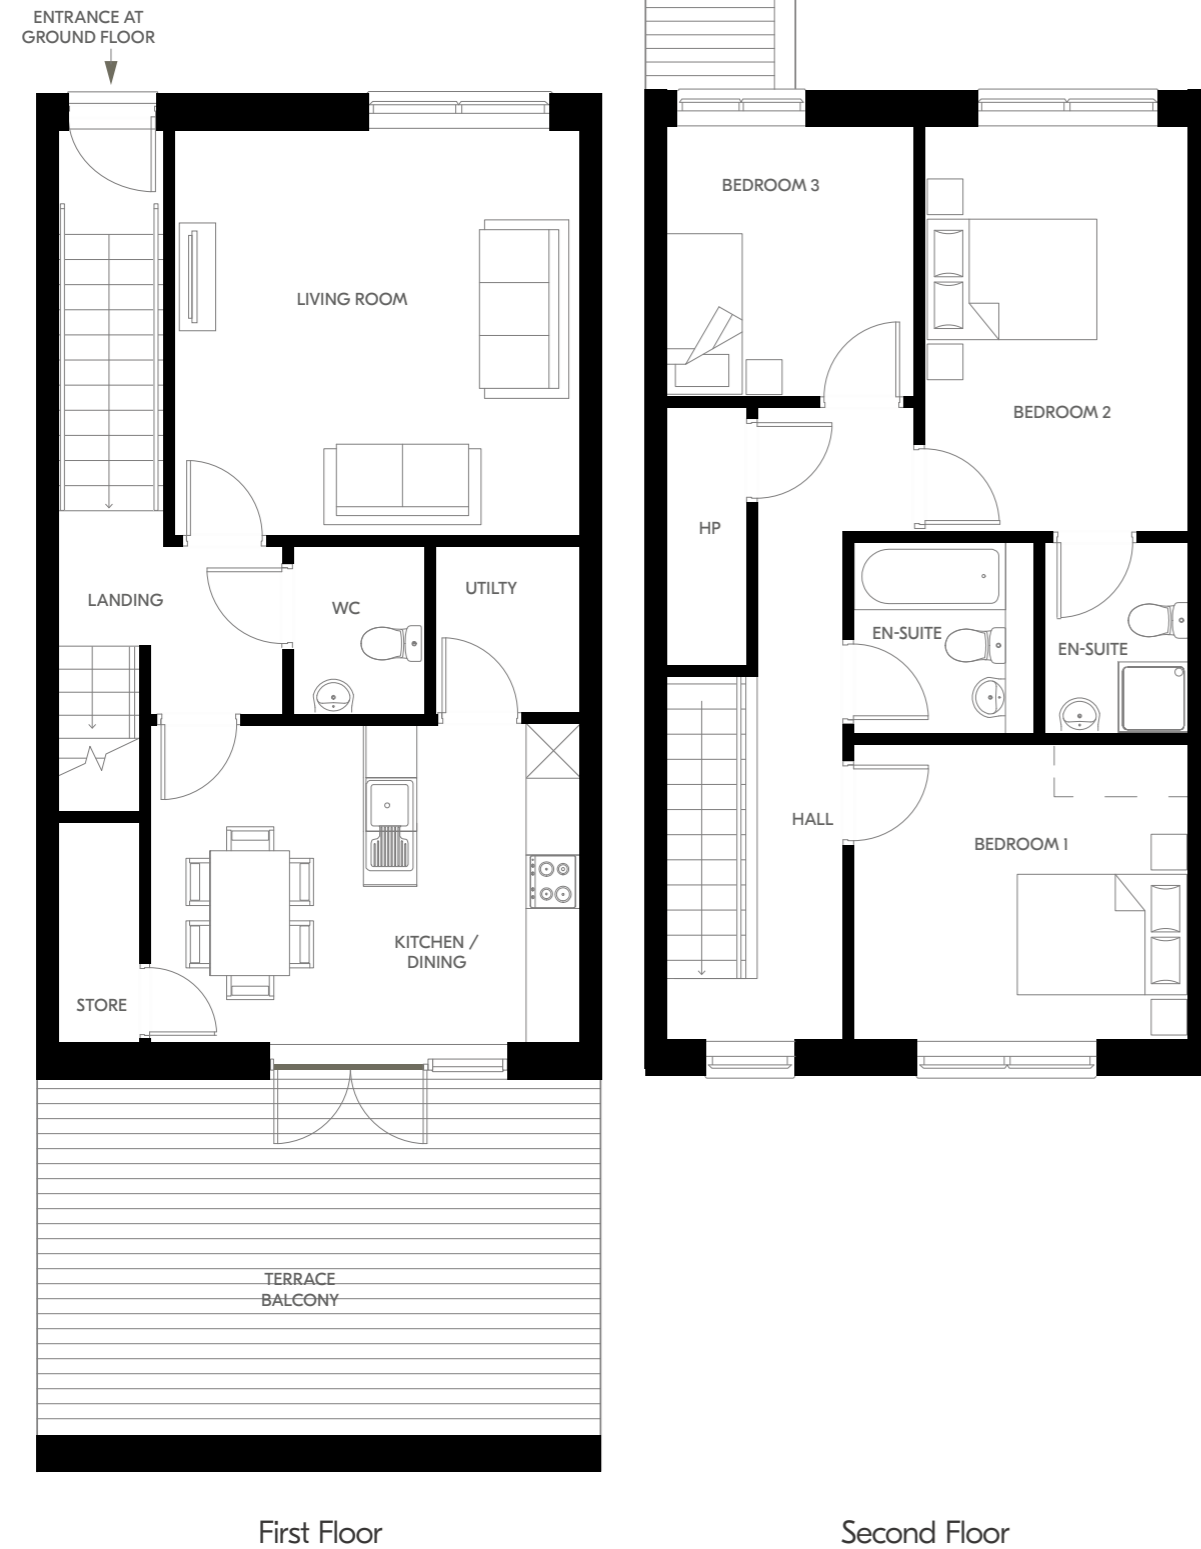 ENTRANCE AT
GROUND FLOOR
LIVING ROOM
LANDING
WC
UTILTY
KITCHEN /
DINING
STORE
TERRACE
BALCONY
First Floor
BEDROOM 3
BEDROOM 2
HP
EN-SUITE
EN-SUITE
HALL
BEDROOM 1
Second Floor